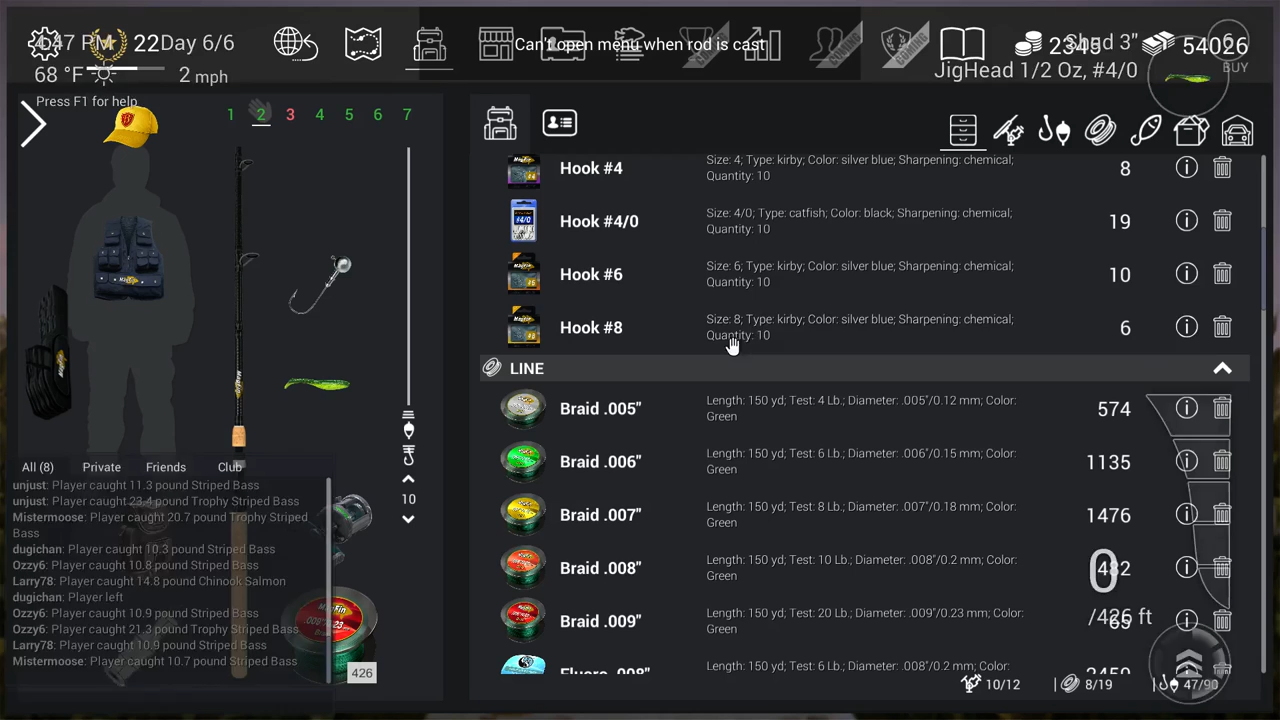 4:47 PM
22
Day 6/6
Can't open menu when rod is cast
2345
54026
68 °F
2 mph
Shad 3"
JigHead 1/2 Oz, #4/0
BUY
Press F1 for help
1 2 3 4 5 6 7
Hook #4
Size: 4; Type: kirby; Color: silver blue; Sharpening: chemical;
Quantity: 10
8
Hook #4/0
Size: 4/0; Type: catfish; Color: black; Sharpening: chemical;
Quantity: 10
19
Hook #6
Size: 6; Type: kirby; Color: silver blue; Sharpening: chemical;
Quantity: 10
10
Hook #8
Size: 8; Type: kirby; Color: silver blue; Sharpening: chemical;
Quantity: 10
6
LINE
Braid .005"
Length: 150 yd; Test: 4 Lb.; Diameter: .005"/0.12 mm; Color:
Green
574
Braid .006"
Length: 150 yd; Test: 6 Lb.; Diameter: .006"/0.15 mm; Color:
Green
1135
Braid .007"
Length: 150 yd; Test: 8 Lb.; Diameter: .007"/0.18 mm; Color:
Green
1476
Braid .008"
Length: 150 yd; Test: 10 Lb.; Diameter: .008"/0.2 mm; Color:
Green
482
0
Braid .009"
Length: 150 yd; Test: 20 Lb.; Diameter: .009"/0.23 mm; Color:
Green
/426 ft
Fluoro .008"
Length: 150 yd; Test: 6 Lb.; Diameter: .008"/0.2 mm; Color:
10/12
8/19
47/90
All (8)
Private
Friends
Club
unjust: Player caught 11.3 pound Striped Bass
unjust: Player caught 23.4 pound Trophy Striped Bass
Mistermoose: Player caught 20.7 pound Trophy Striped
Bass
dugichan: Player caught 10.3 pound Striped Bass
Ozzy6: Player caught 10.8 pound Striped Bass
Larry78: Player caught 14.8 pound Chinook Salmon
dugichan: Player left
Ozzy6: Player caught 10.9 pound Striped Bass
Ozzy6: Player caught 21.3 pound Trophy Striped Bass
Larry78: Player caught 10.9 pound Striped Bass
Mistermoose: Player caught 10.7 pound Striped Bass
10
426